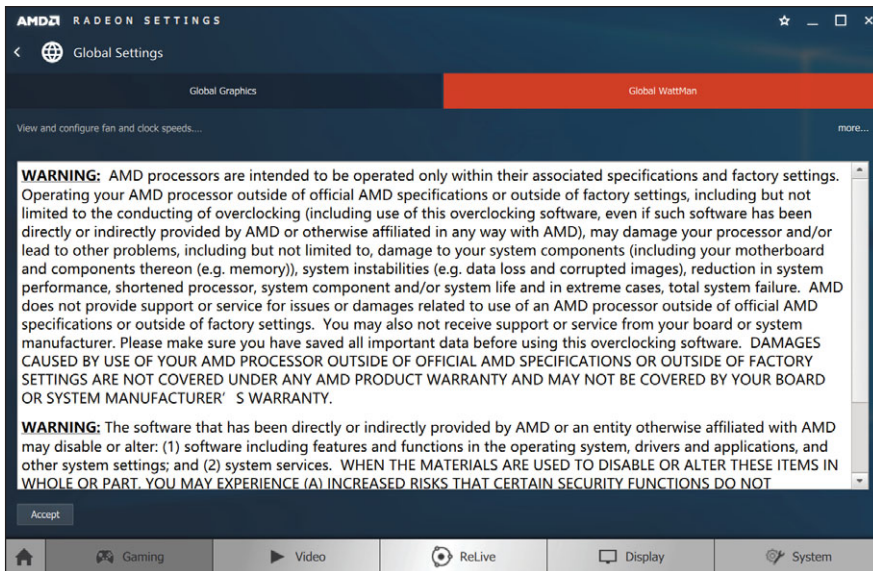 AMD RADEON SETTINGS
Global Settings
Global Graphics
Global WattMan
View and configure fan and clock speeds....
more...
WARNING: AMD processors are intended to be operated only within their associated specifications and factory settings.
Operating your AMD processor outside of official AMD specifications or outside of factory settings, including but not
limited to the conducting of overclocking (including use of this overclocking software, even if such software has been
directly or indirectly provided by AMD or otherwise affiliated in any way with AMD), may damage your processor and/or
lead to other problems, including but not limited to, damage to your system components (including your motherboard
and components thereon (e.g. memory)), system instabilities (e.g. data loss and corrupted images), reduction in system
performance, shortened processor, system component and/or system life and in extreme cases, total system failure. AMD
does not provide support or service for issues or damages related to use of an AMD processor outside of official AMD
specifications or outside of factory settings. You may also not receive support or service from your board or system
manufacturer. Please make sure you have saved all important data before using this overclocking software. DAMAGES
CAUSED BY USE OF YOUR AMD PROCESSOR OUTSIDE OF OFFICIAL AMD SPECIFICATIONS OR OUTSIDE OF FACTORY
SETTINGS ARE NOT COVERED UNDER ANY AMD PRODUCT WARRANTY AND MAY NOT BE COVERED BY YOUR BOARD
OR SYSTEM MANUFACTURER' S WARRANTY.
WARNING: The software that has been directly or indirectly provided by AMD or an entity otherwise affiliated with AMD
may disable or alter: (1) software including features and functions in the operating system, drivers and applications, and
other system settings; and (2) system services. WHEN THE MATERIALS ARE USED TO DISABLE OR ALTER THESE ITEMS IN
WHOLE OR PART, YOU MAY EXPERIENCE (A) INCREASED RISKS THAT CERTAIN SECURITY FUNCTIONS DO NOT
Accept
Gaming
Video
ReLive
Display
System